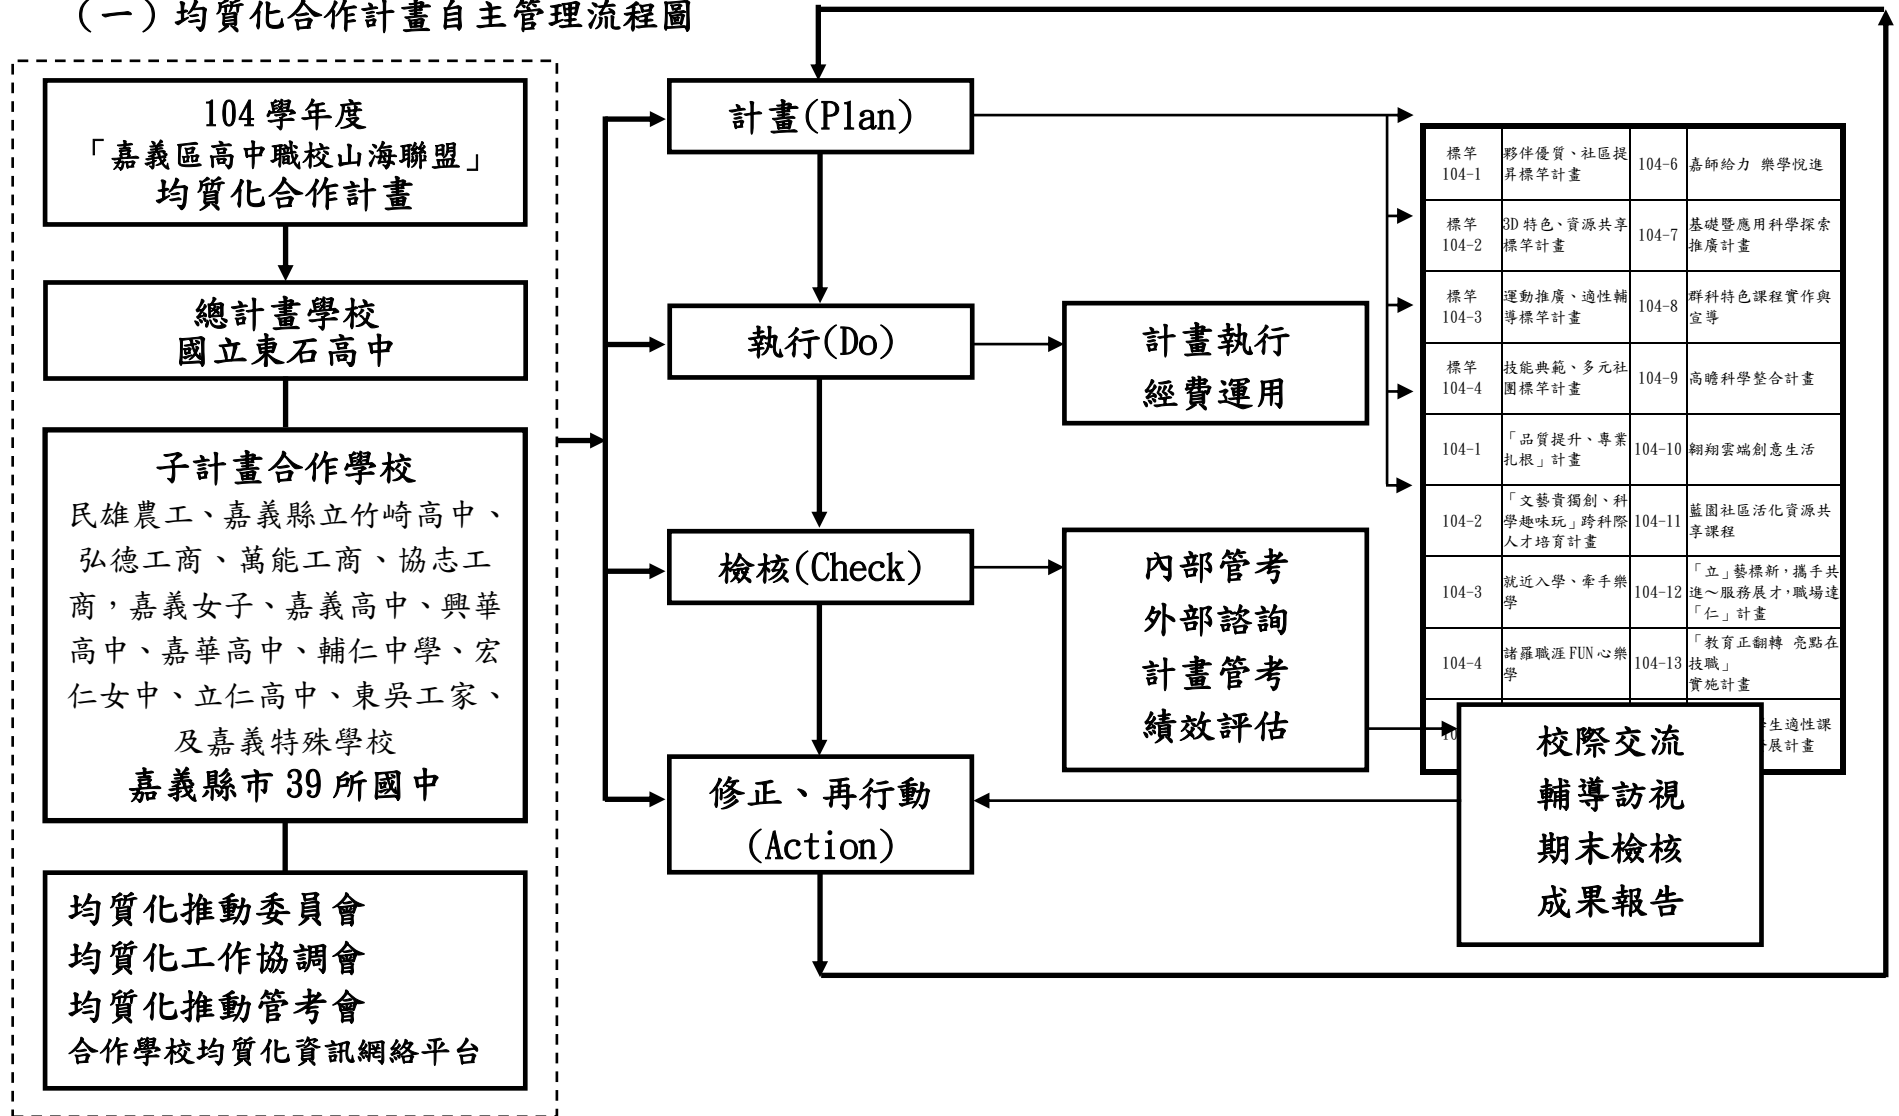 (一)均質化合作計畫自主管理流程圖
104 學年度
「嘉義區高中職校山海聯盟」
均質化合作計畫
總計畫學校
國立東石高中
子計畫合作學校
民雄農工、嘉義縣立竹崎高中、
弘德工商、萬能工商、協志工
商,嘉義女子、嘉義高中、興華
高中、嘉華高中、輔仁中學、宏
仁女中、立仁高中、東吳工家、
及嘉義特殊學校
嘉義縣市 39 所國中
均質化推動委員會
均質化工作協調會
均質化推動管考會
合作學校均質化資訊網絡平台
計畫(Plan)
執行(Do)
檢核(Check)
修正、再行動
(Action)
計畫執行
經費運用
內部管考
外部諮詢
計畫管考
績效評估
標竿
104-1
夥伴優質、社區提
昇標竿計畫
104-6
嘉師給力 樂學悅進
標竿
104-2
3D 特色、資源共享
標竿計畫
104-7
基礎暨應用科學探索
推廣計畫
標竿
104-3
運動推廣、適性輔
導標竿計畫
104-8
群科特色課程實作與
宣導
標竿
104-4
技能典範、多元社
團標竿計畫
104-9
高瞻科學整合計畫
104-1
「品質提升、專業
扎根」計畫
104-10
翱翔雲端創意生活
104-2
「文藝貴獨創、科
學趣味玩」跨科際
人才培育計畫
104-11
藍園社區活化資源共
享課程
104-3
就近入學、牽手樂
學
104-12
「立」藝標新,攜手共
進~服務展才,職場達
「仁」計畫
104-4
諸羅職涯 FUN 心樂
學
104-13
「教育正翻轉 亮點在
技職」
實施計畫
生適性課
展計畫
校際交流
輔導訪視
期末檢核
成果報告